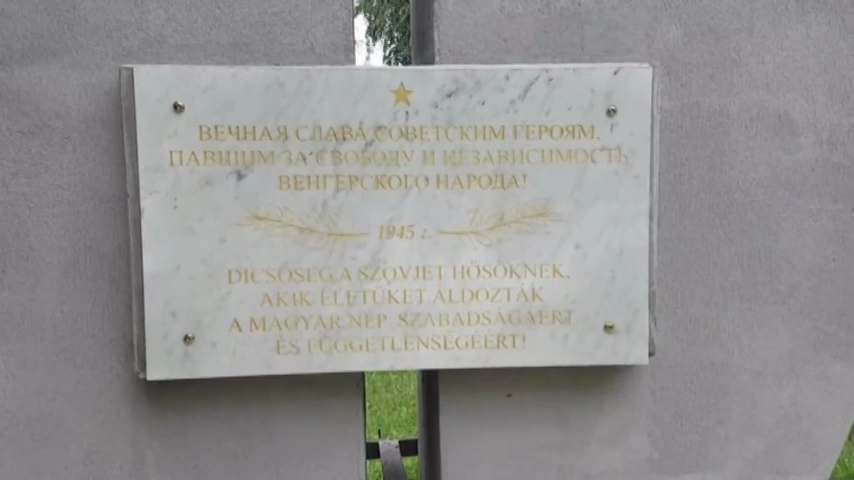 ВЕЧНАЯ СЛАВА СОВЕТСКИМ ГЕРОЯМ,
ПАВШИМ ЗА СВОБОДУ И НЕЗАВИСИМОСТЬ
ВЕНГЕРСКОГО НАРОДА!
1945 г.
DICSŐSÉG A SZOVJET HŐSÖKNEK,
AKIK ÉLETÜKET ÁLDOZTÁK
A MAGYAR NÉP SZABADSÁGÁÉRT
ÉS FÜGGETLENSÉGÉÉRT!